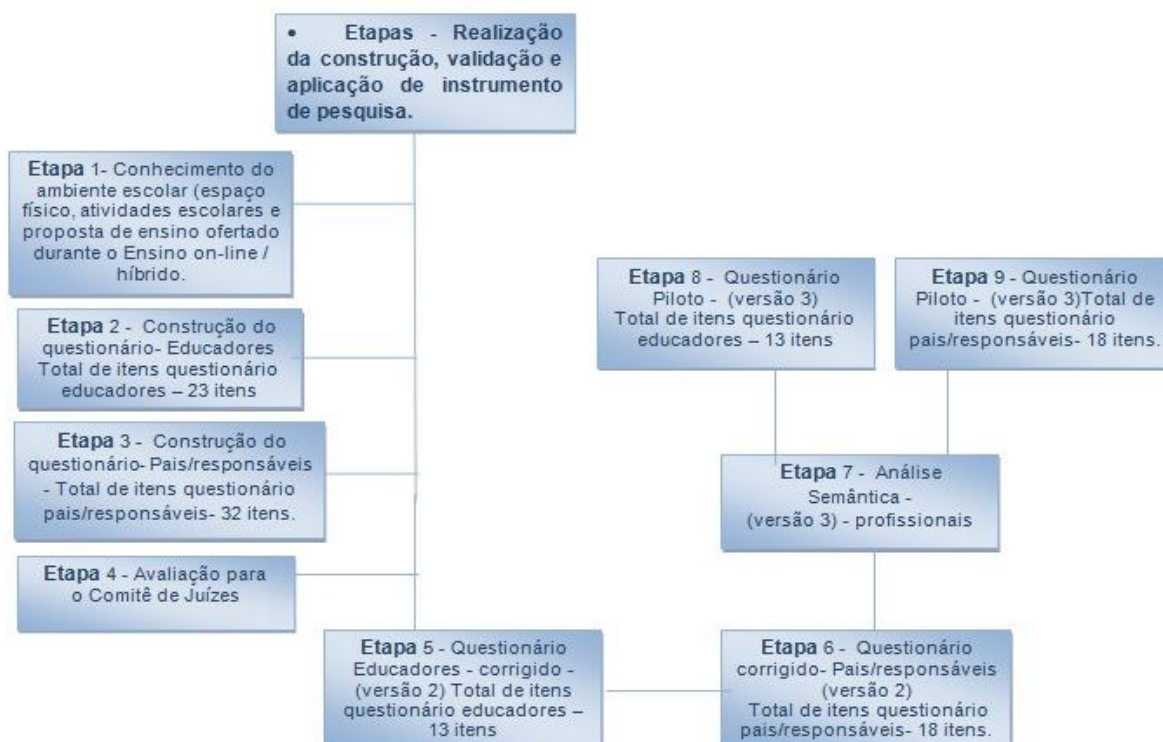 • Etapas - Realização
da construção, validação e
aplicação de instrumento
de pesquisa.
Etapa 1- Conhecimento do
ambiente escolar (espaço
físico, atividades escolares e
proposta de ensino ofertado
durante o Ensino on-line /
híbrido.
Etapa 2 - Construção do
questionário- Educadores
Total de itens questionário
educadores – 23 itens
Etapa 3 - Construção do
questionário- Pais/responsáveis
- Total de itens questionário
pais/responsáveis- 32 itens.
Etapa 4 - Avaliação para
o Comitê de Juízes
Etapa 5 - Questionário
Educadores - corrigido -
(versão 2) Total de itens
questionário educadores –
13 itens
Etapa 6 - Questionário
corrigido- Pais/responsáveis
(versão 2)
Total de itens questionário
pais/responsáveis- 18 itens.
Etapa 7 - Análise
Semântica -
(versão 3) - profissionais
Etapa 8 - Questionário
Piloto - (versão 3)
Total de itens questionário
educadores – 13 itens
Etapa 9 - Questionário
Piloto - (versão 3)Total de
itens questionário
pais/responsáveis- 18 itens.